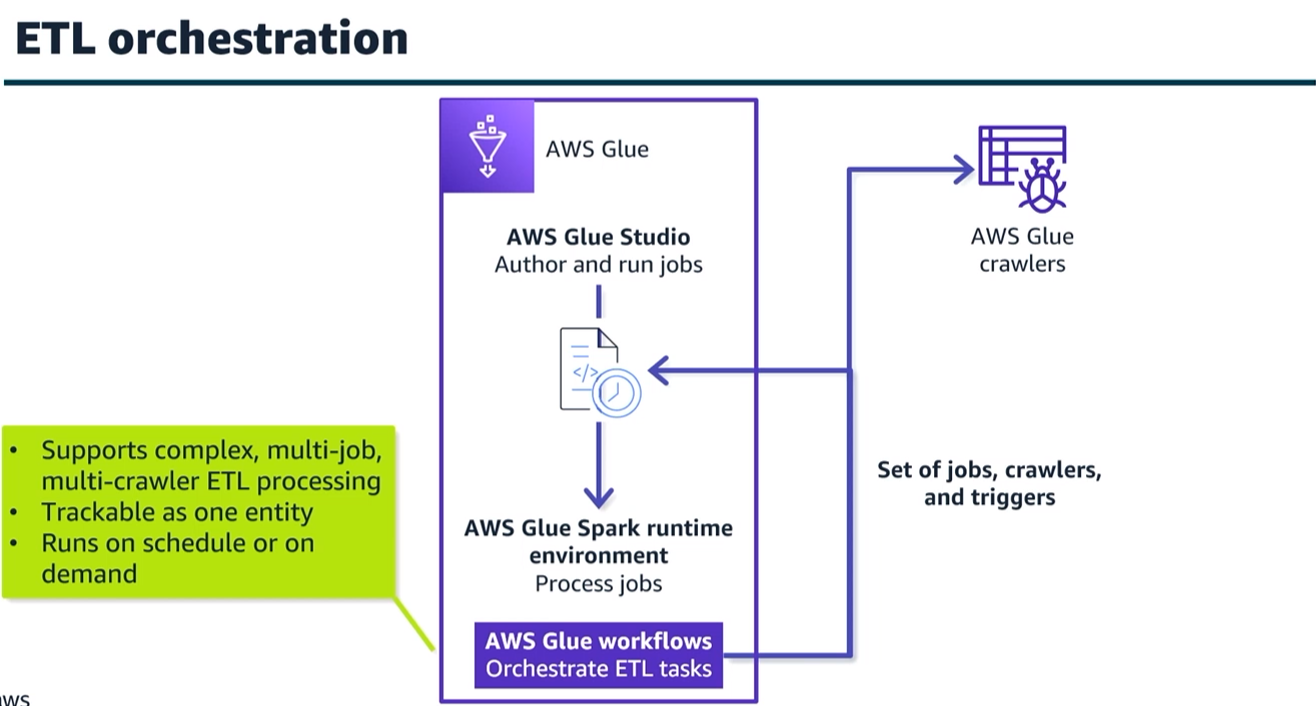 ETL orchestration
AWS Glue
AWS Glue Studio
Author and run jobs
</>
AWS Glue Spark runtime
environment
Process jobs
AWS Glue workflows
Orchestrate ETL tasks
AWS Glue
crawlers
Set of jobs, crawlers,
and triggers
• Supports complex, multi-job,
multi-crawler ETL processing
• Trackable as one entity
• Runs on schedule or on
demand
aws